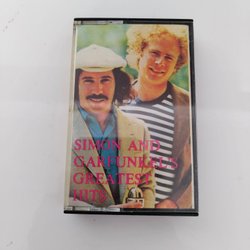 SIMON AND
GARFUNKEL'S
GREATEST
HITS